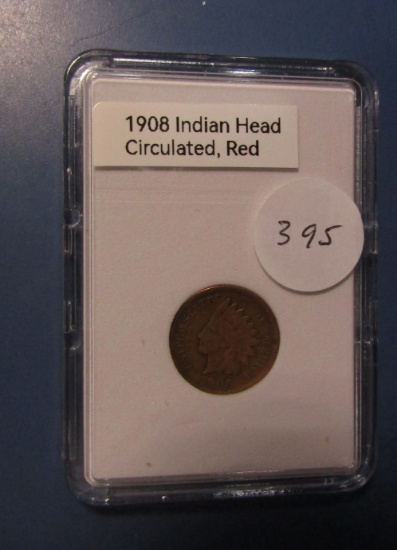 1908 Indian Head
Circulated, Red
395